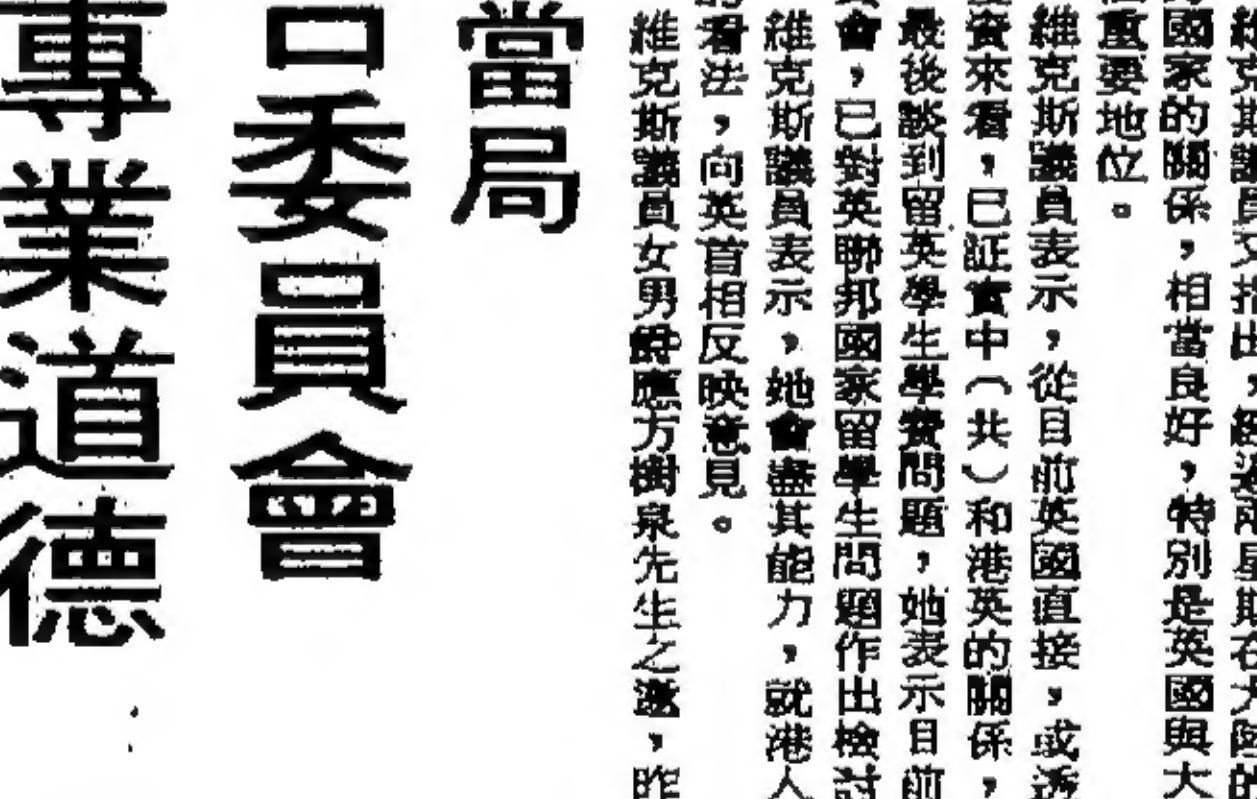 維克斯議員又指出，經過兩星期在大陸的
國家的關係，相當良好，特別是英國與大
重要地位。
維克斯議員表示，從目前英國直接，或透
資來看，已証實中（共）和港英的關係，
最後談到留英學生學費問題，她表示目前
會，已對英聯邦國家留學生問題作出檢討
維克斯議員表示，她會盡其能力，就港人
的看法，向英首相反映意見。
維克斯議員女男爵應方樹泉先生之邀，昨
當局
口委員會
專業道德